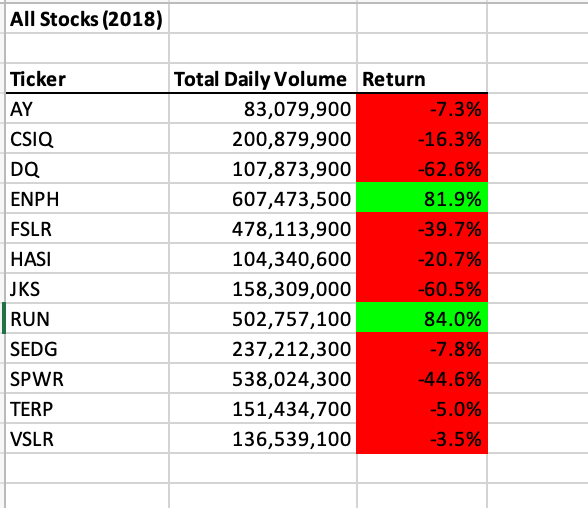 All Stocks (2018)
Ticker Total Daily Volume Return
AY 83,079,900 -7.3%
CSIQ 200,879,900 -16.3%
DQ 107,873,900 -62.6%
ENPH 607,473,500 81.9%
FSLR 478,113,900 -39.7%
HASI 104,340,600 -20.7%
JKS 158,309,000 -60.5%
RUN 502,757,100 84.0%
SEDG 237,212,300 -7.8%
SPWR 538,024,300 -44.6%
TERP 151,434,700 -5.0%
VSLR 136,539,100 -3.5%